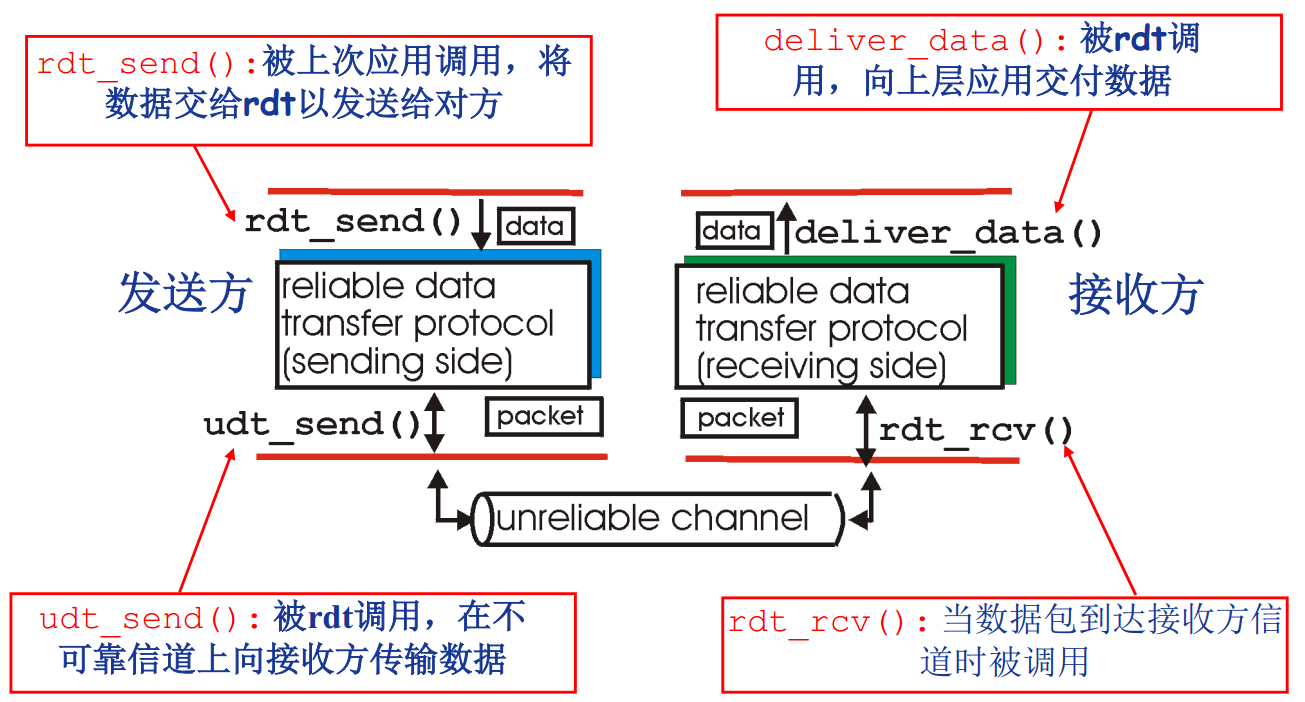 rdt_send():被上次应用调用，将
数据交给rdt以发送给对方
deliver_data(): 被rdt调
用，向上层应用交付数据
rdt_send()
data
data
deliver_data()
发送方
reliable data
transfer protocol
(sending side)
reliable data
transfer protocol
(receiving side)
接收方
udt_send()
packet
packet
rdt_rcv()
unreliable channel
udt_send(): 被rdt调用，在不
可靠信道上向接收方传输数据
rdt_rcv(): 当数据包到达接收方信
道时被调用